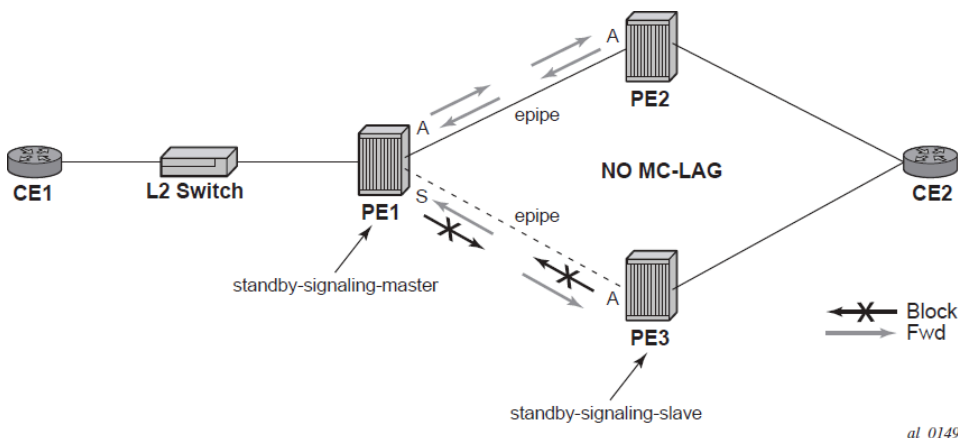 A
PE2
A
epipe
NO MC-LAG
CE1
L2 Switch
PE1
CE2
S
epipe
standby-signaling-master
A
PE3
Block
Fwd
standby-signaling-slave
al_0149